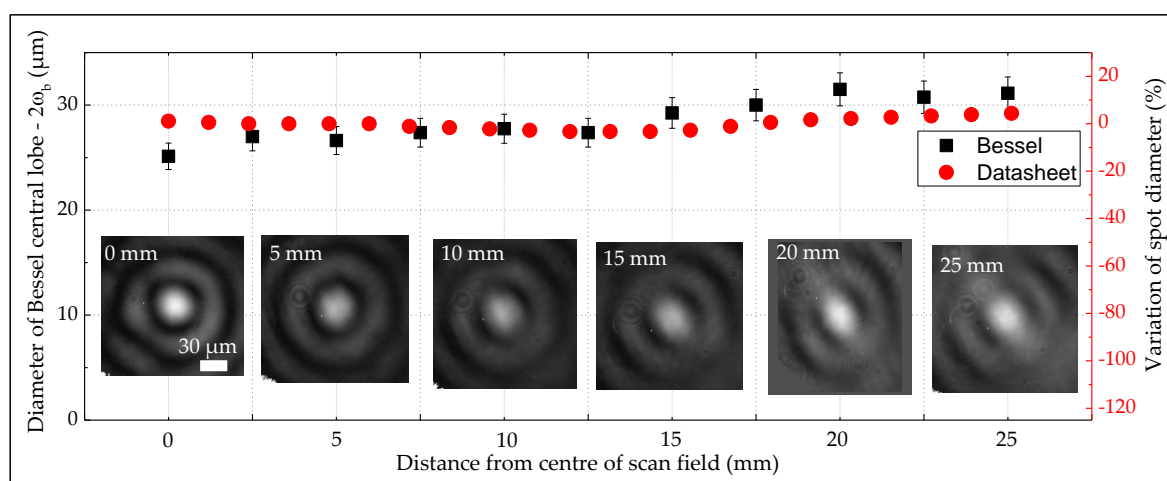 Diameter of Bessel central lobe - 2ω_b (µm)
30
20
10
0
20
0
-20
-40
-60
-80
-100
-120
Variation of spot diameter (%)
Bessel
Datasheet
0 mm
5 mm
10 mm
15 mm
20 mm
25 mm
30 µm
0
5
10
15
20
25
Distance from centre of scan field (mm)